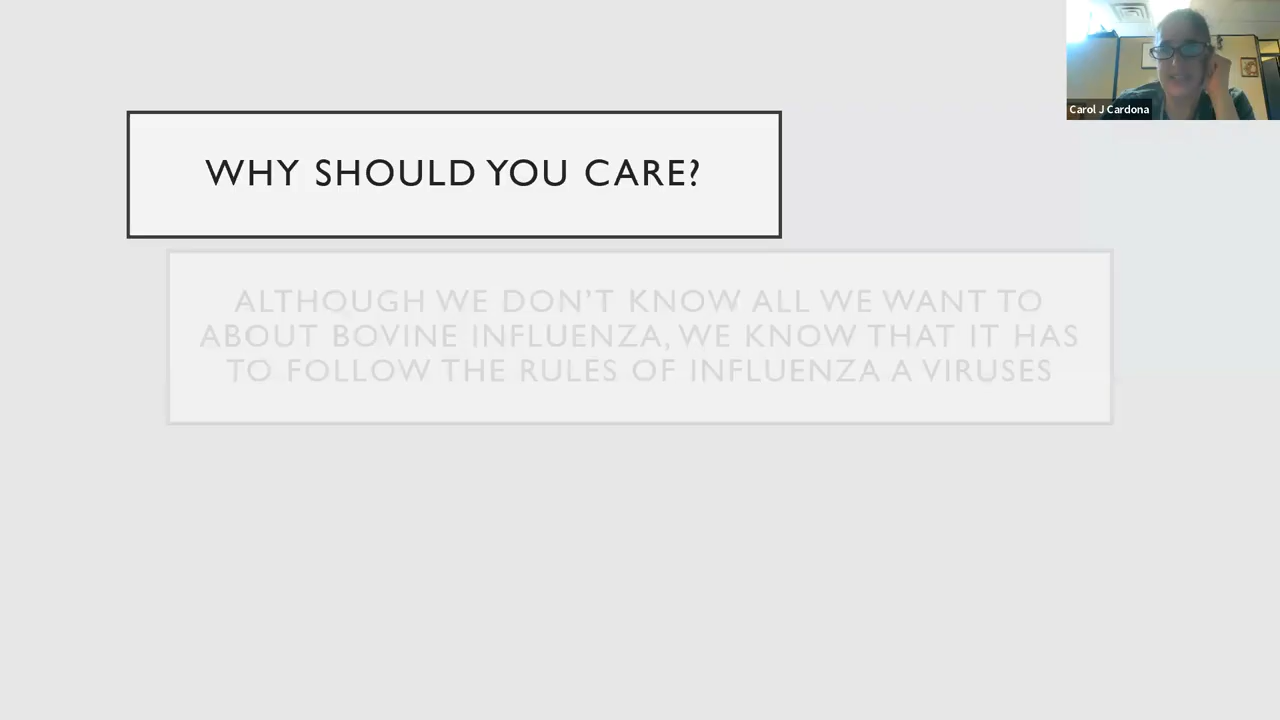 Carol J Cardona
WHY SHOULD YOU CARE?
ALTHOUGH WE DON'T KNOW ALL WE WANT TO
ABOUT BOVINE INFLUENZA, WE KNOW THAT IT HAS
TO FOLLOW THE RULES OF INFLUENZA A VIRUSES